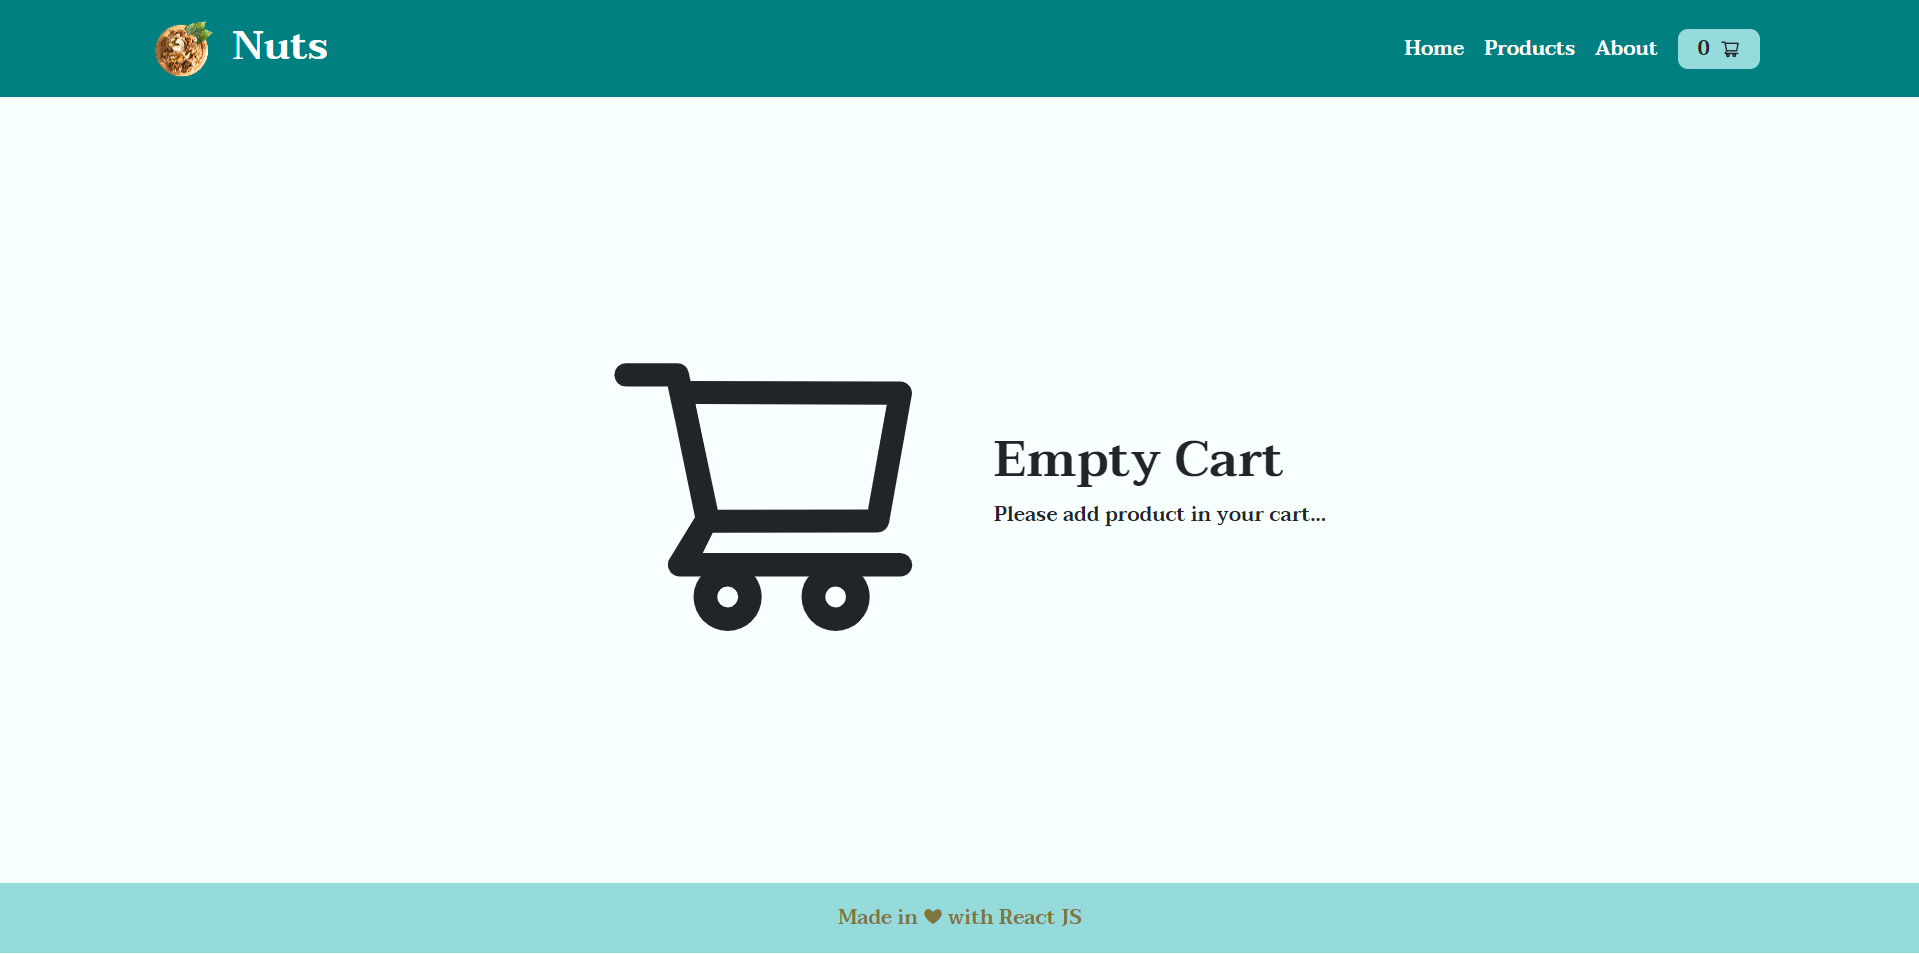 Nuts
Home Products About 0
Empty Cart
Please add product in your cart...
Made in with React JS